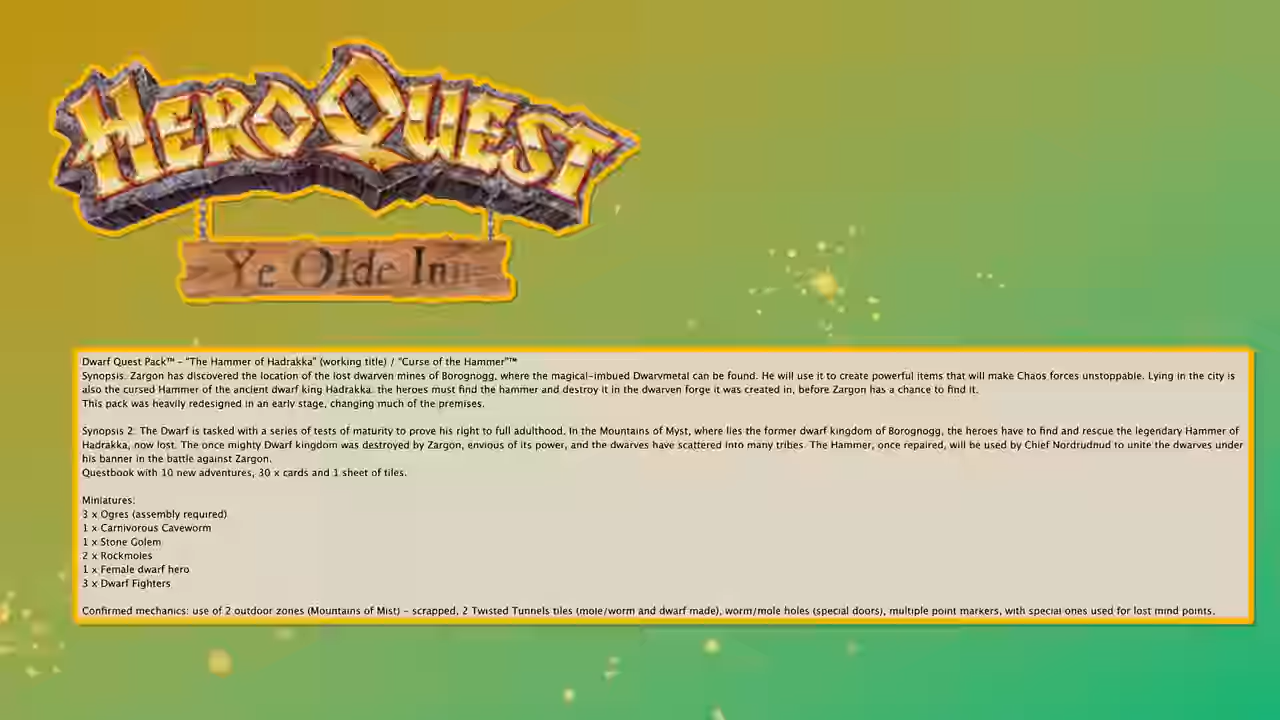 HEROQUEST
Ye Olde Inn
Dwarf Quest Pack™ – "The Hammer of Hadrakka" (working title) / "Curse of the Hammer"™
Synopsis: Zargon has discovered the location of the lost dwarven mines of Borognogg, where the magical-imbued Dwarvmetal can be found. He will use it to create powerful items that will make Chaos forces unstoppable. Lying in the city is
also the cursed Hammer of the ancient dwarf king Hadrakka. the heroes must find the hammer and destroy it in the dwarven forge it was created in, before Zargon has a chance to find it.
This pack was heavily redesigned in an early stage, changing much of the premises.
Synopsis 2: The Dwarf is tasked with a series of tests of maturity to prove his right to full adulthood. In the Mountains of Myst, where lies the former dwarf kingdom of Borognogg, the heroes have to find and rescue the legendary Hammer of
Hadrakka, now lost. The once mighty Dwarf kingdom was destroyed by Zargon, envious of its power, and the dwarves have scattered into many tribes. The Hammer, once repaired, will be used by Chief Nordrudnud to unite the dwarves under
his banner in the battle against Zargon.
Questbook with 10 new adventures, 30 x cards and 1 sheet of tiles.
Miniatures:
3 x Ogres (assembly required)
1 x Carnivorous Caveworm
1 x Stone Golem
2 x Rockmoles
1 x Female dwarf hero
3 x Dwarf Fighters
Confirmed mechanics: use of 2 outdoor zones (Mountains of Mist) – scrapped, 2 Twisted Tunnels tiles (mole/worm and dwarf made), worm/mole holes (special doors), multiple point markers, with special ones used for lost mind points.